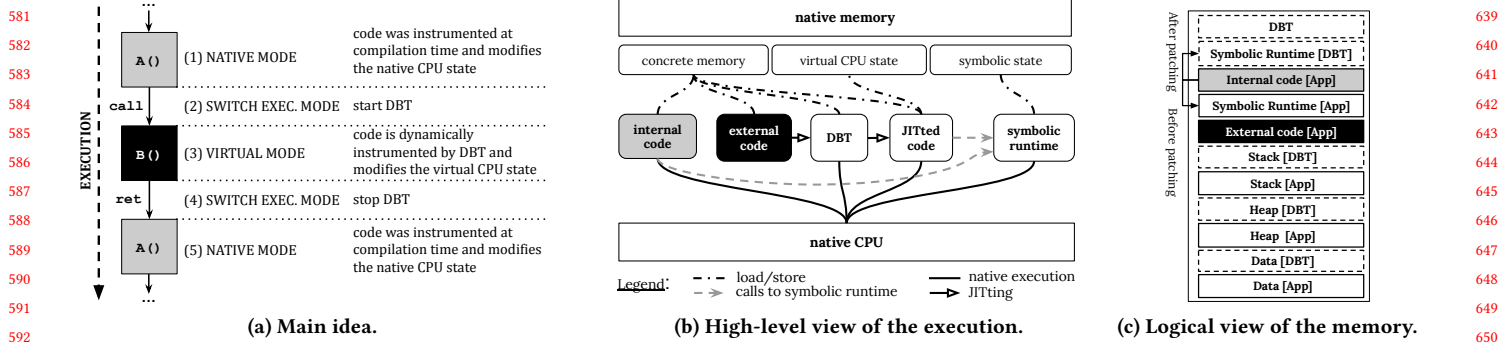 581
582
583
584
585
586
587
588
589
590
591
592
EXECUTION
...
A()
(1) NATIVE MODE
code was instrumented at
compilation time and modifies
the native CPU state
call
(2) SWITCH EXEC. MODE
start DBT
B()
(3) VIRTUAL MODE
code is dynamically
instrumented by DBT and
modifies the virtual CPU state
ret
(4) SWITCH EXEC. MODE
stop DBT
A()
(5) NATIVE MODE
code was instrumented at
compilation time and modifies
the native CPU state
...
(a) Main idea.
native memory
concrete memory
virtual CPU state
symbolic state
internal
code
external
code
DBT
JITted
code
symbolic
runtime
native CPU
Legend:
load/store
native execution
calls to symbolic runtime
JITting
(b) High-level view of the execution.
After patching
Before patching
DBT
Symbolic Runtime [DBT]
Internal code [App]
Symbolic Runtime [App]
External code [App]
Stack [DBT]
Stack [App]
Heap [DBT]
Heap [App]
Data [DBT]
Data [App]
(c) Logical view of the memory.
639
640
641
642
643
644
645
646
647
648
649
650